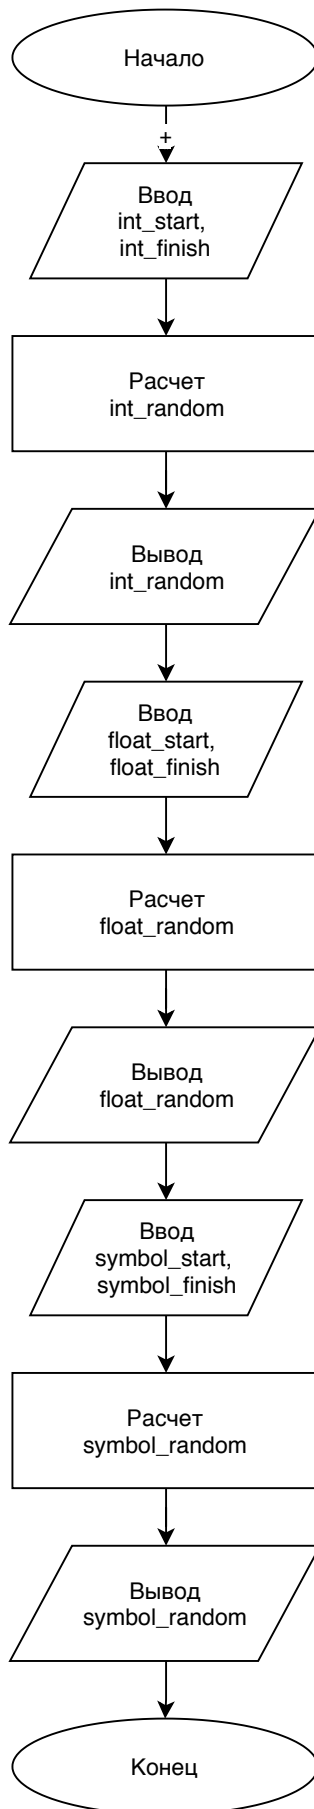 Начало
+
Ввод
int_start,
int_finish
Расчет
int_random
Вывод
int_random
Ввод
float_start,
float_finish
Расчет
float_random
Вывод
float_random
Ввод
symbol_start,
symbol_finish
Расчет
symbol_random
Вывод
symbol_random
Конец